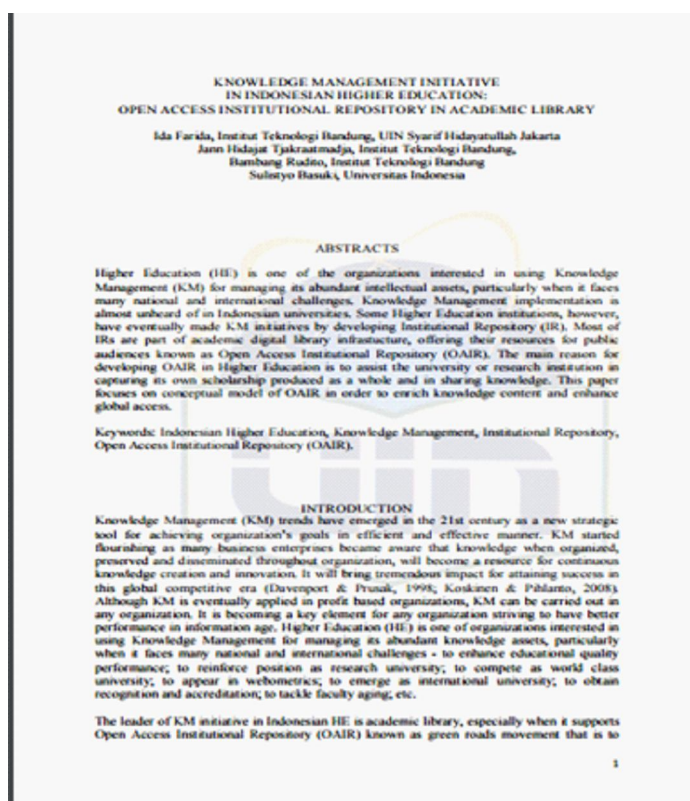 KNOWLEDGE MANAGEMENT INITIATIVE
IN INDONESIAN HIGHER EDUCATION:
OPEN ACCESS INSTITUTIONAL REPOSITORY IN ACADEMIC LIBRARY
Ida Farida, Institut Teknologi Bandung, UIN Syarif Hidayatullah Jakarta
Jann Hidajat Tjakraatmadja, Institut Teknologi Bandung,
Bambang Rudito, Institut Teknologi Bandung
Sulistyo Basuki, Universitas Indonesia
ABSTRACTS
Higher Education (HE) is one of the organizations interested in using Knowledge
Management (KM) for managing its abundant intellectual assets, particularly when it faces
many national and international challenges. Knowledge Management implementation is
almost unheard of in Indonesian universities. Some Higher Education institutions, however,
have eventually made KM initiatives by developing Institutional Repository (IR). Most of
IRs are part of academic digital library infrastucture, offering their resources for public
audiences known as Open Access Institutional Repository (OAIR). The main reason for
developing OAIR in Higher Education is to assist the university or research institution in
capturing its own scholarship produced as a whole and in sharing knowledge. This paper
focuses on conceptual model of OAIR in order to enrich knowledge content and enhance
global access.
Keywords: Indonesian Higher Education, Knowledge Management, Institutional Repository,
Open Access Institutional Repository (OAIR).
uin
INTRODUCTION
Knowledge Management (KM) trends have emerged in the 21st century as a new strategic
tool for achieving organization's goals in efficient and effective manner. KM started
flourishing as many business enterprises became aware that knowledge when organized,
preserved and disseminated throughout organization, will become a resource for continuous
knowledge creation and innovation. It will bring tremendous impact for attaining success in
this global competitive era (Davenport & Prusak, 1998; Koskinen & Pihlanto, 2008).
Although KM is eventually applied in profit based organizations, KM can be carried out in
any organization. It is becoming a key element for any organization striving to have better
performance in information age. Higher Education (HE) is one of organizations interested in
using Knowledge Management for managing its abundant knowledge assets, particularly
when it faces many national and international challenges - to enhance educational quality
performance; to reinforce position as research university; to compete as world class
university; to appear in webometrics; to emerge as international university; to obtain
recognition and accreditation; to tackle faculty aging; etc.
The leader of KM initiative in Indonesian HE is academic library, especially when it supports
Open Access Institutional Repository (OAIR) known as green roads movement that is to
1